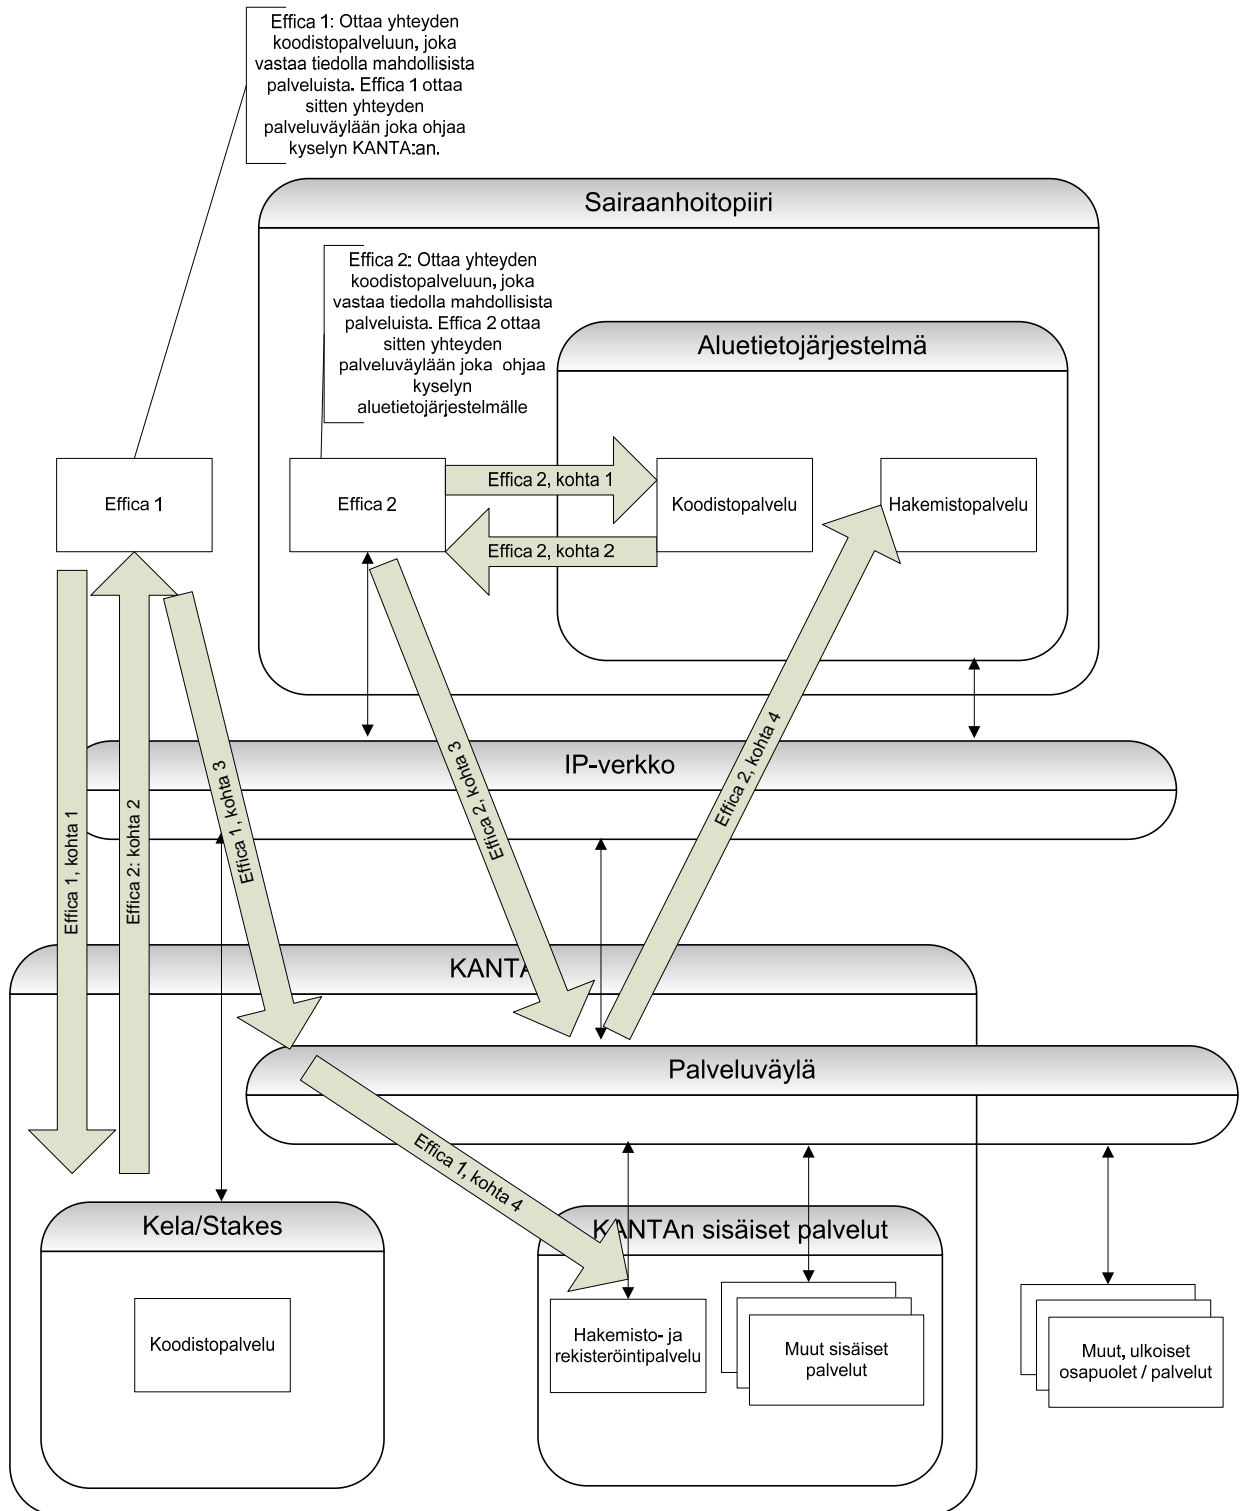 Effica 1: Ottaa yhteyden
koodistopalveluun, joka
vastaa tiedolla mahdollisista
palveluista. Effica 1 ottaa
sitten yhteyden
palveluväylään joka ohjaa
kyselyn KANTA:an.
Sairaanhoitopiiri
Effica 2: Ottaa yhteyden
koodistopalveluun, joka
vastaa tiedolla mahdollisista
palveluista. Effica 2 ottaa
sitten yhteyden
palveluväylään joka ohjaa
kyselyn
aluetietojärjestelmälle
Aluetietojärjestelmä
Effica 1
Effica 2
Effica 2, kohta 1
Effica 2, kohta 2
Koodistopalvelu
Hakemistopalvelu
IP-verkko
Effica 1, kohta 1
Effica 2: kohta 2
Effica 1, kohta 3
Effica 2, kohta 3
Effica 2, kohta 3
Effica 2, kohta 4
KANTA
Palveluväylä
Effica 1, kohta 4
Kela/Stakes
Koodistopalvelu
KANTAn sisäiset palvelut
Hakemisto- ja
rekisteröintipalvelu
Muut sisäiset
palvelut
Muut, ulkoiset
osapuolet / palvelut